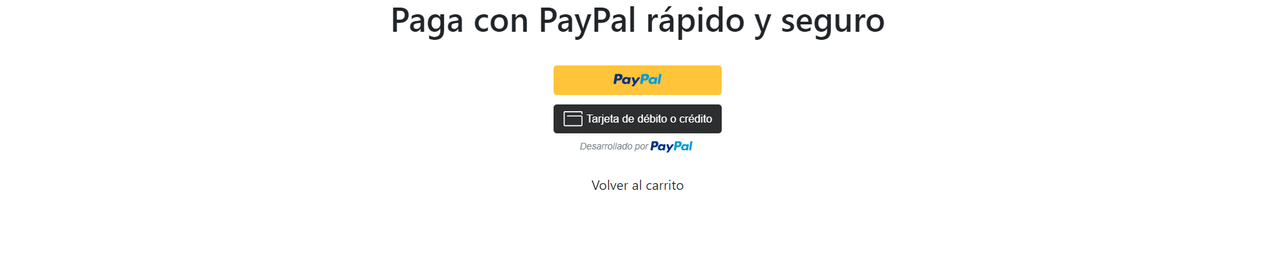 Paga con PayPal rápido y seguro
PayPal
Tarjeta de débito o crédito
Desarrollado por PayPal
Volver al carrito